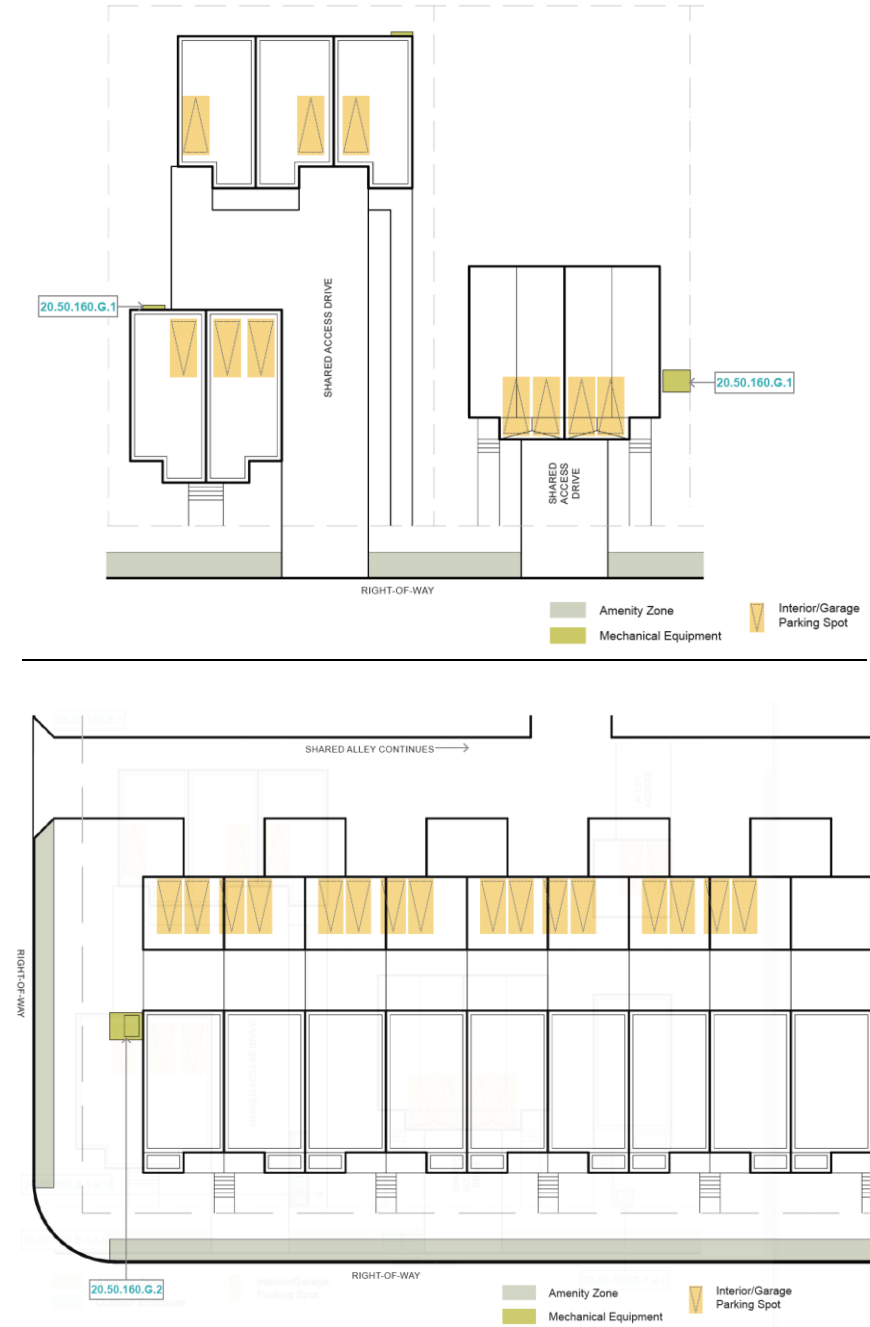 20.50.160.G.1
SHARED ACCESS DRIVE
20.50.160.G.1
SHARED
ACCESS
DRIVE
RIGHT-OF-WAY
Amenity Zone
Mechanical Equipment
Interior/Garage
Parking Spot
SHARED ALLEY CONTINUES
RIGHT-OF-WAY
20.50.160.G.2
RIGHT-OF-WAY
Amenity Zone
Mechanical Equipment
Interior/Garage
Parking Spot